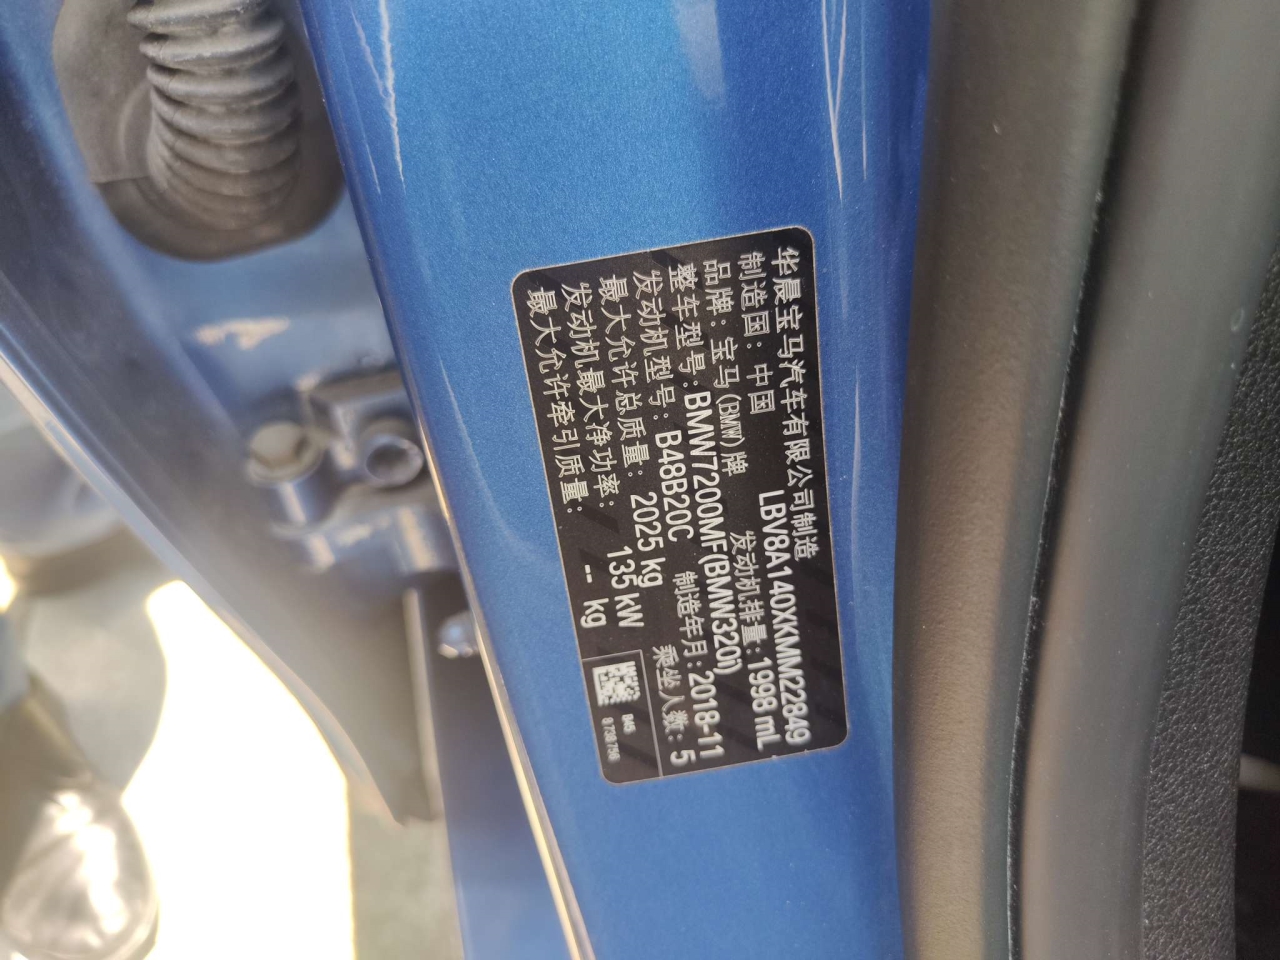 华晨宝马汽车有限公司制造
制造国：中国 LBV8A140XKMM22849
品牌：宝马(BMW)牌 发动机排量：1998 mL
整车型号：BMW7200MF(BMW320i)
发动机型号：B48B20C 制造年月：2018-11
最大允许总质量：2025 kg 乘坐人数：5
发动机最大净功率：135 kW
最大允许牵引质量：-- kg
045
8 738 756